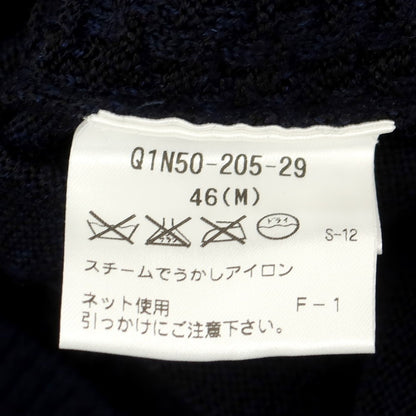 Q1N50-205-29
46(M)
ドライ
S-12
スチームでうかしアイロン
ネット使用 F-1
引っかけにご注意下さい。